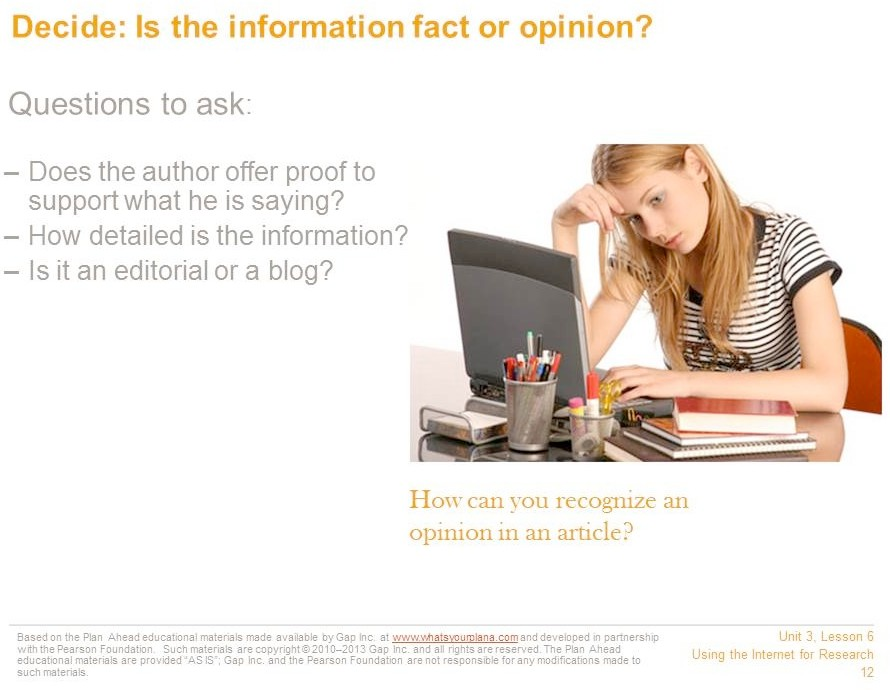 Decide: Is the information fact or opinion?
Questions to ask:
– Does the author offer proof to
support what he is saying?
– How detailed is the information?
– Is it an editorial or a blog?
How can you recognize an
opinion in an article?
Based on the Plan Ahead educational materials made available by Gap Inc. at www.whatsyourplana.com and developed in partnership
with the Pearson Foundation. Such materials are copyright © 2010–2013 Gap Inc. and all rights are reserved. The Plan Ahead
educational materials are provided “AS IS”; Gap Inc. and the Pearson Foundation are not responsible for any modifications made to
such materials.
Unit 3, Lesson 6
Using the Internet for Research
12